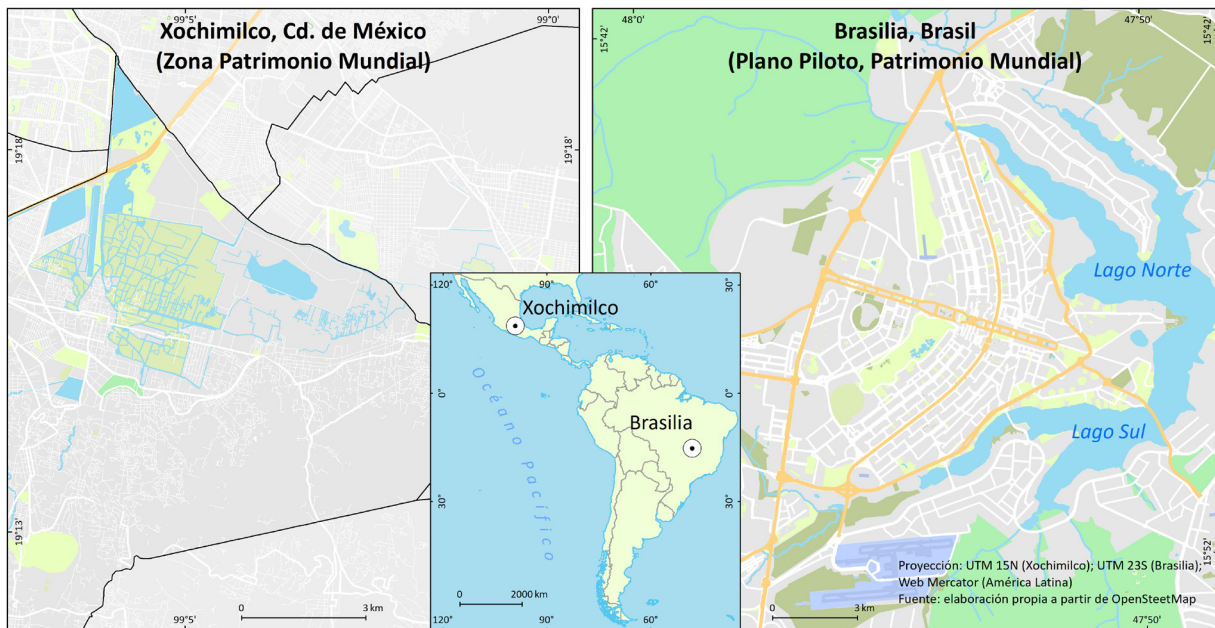 99°5'
99°0'
Xochimilco, Cd. de México
(Zona Patrimonio Mundial)
19°18'
19°18'
19°13'
0
3 km
99°5'
48°0'
47°50'
15°42'
15°42'
Brasilia, Brasil
(Plano Piloto, Patrimonio Mundial)
Lago Norte
Lago Sul
15°52'
Proyección: UTM 15N (Xochimilco); UTM 23S (Brasilia);
Web Mercator (América Latina)
Fuente: elaboración propia a partir de OpenSteetMap
0
3 km
47°50'
120°
90°
60°
30°
Xochimilco
0°
0°
Océano Pacífico
Brasilia
30°
30°
0
2000 km
120°
90°
60°
30°